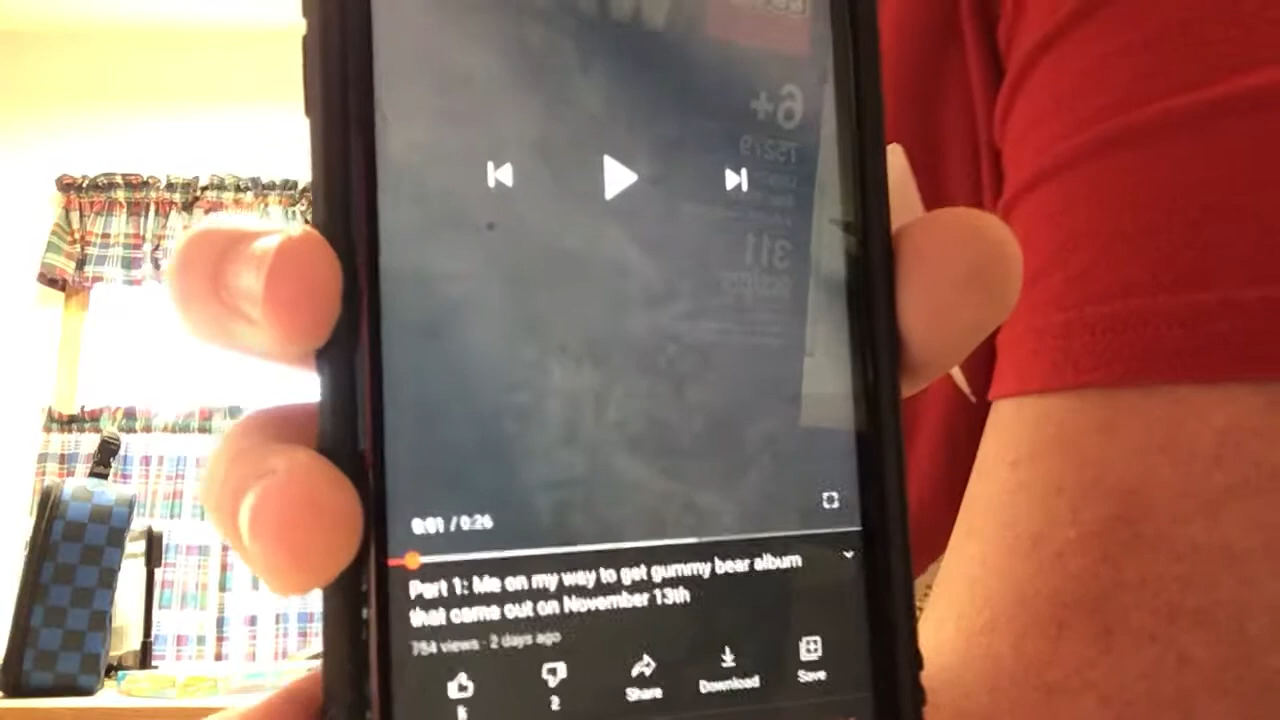 6+
75279
311
0:01 / 0:26
Part 1: Me on my way to get gummy bear album
that came out on November 13th
754 views · 2 days ago
2
Share
Download
Save